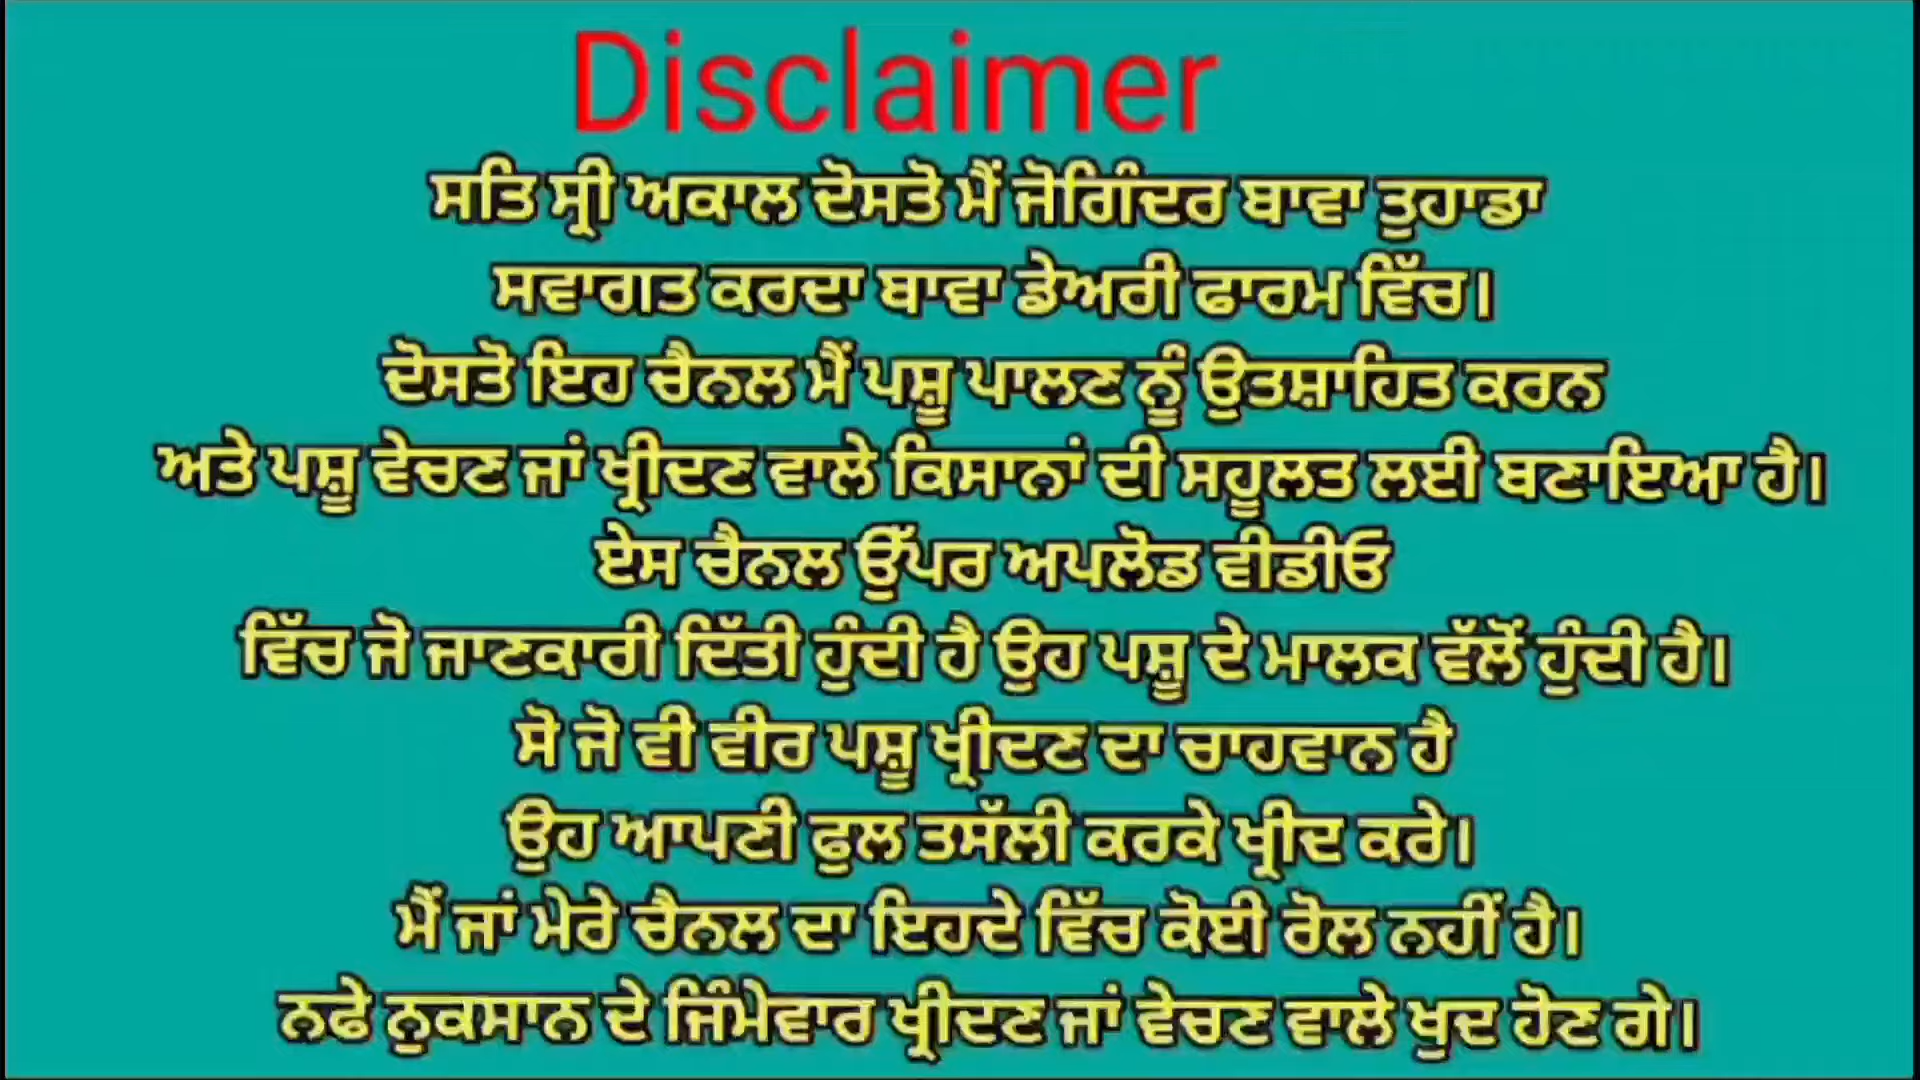 Disclaimer
ਸਤਿ ਸ੍ਰੀ ਅਕਾਲ ਦੋਸਤੋ ਮੈਂ ਜੋਗਿੰਦਰ ਬਾਵਾ ਤੁਹਾਡਾ
ਸਵਾਗਤ ਕਰਦਾ ਬਾਵਾ ਡੇਅਰੀ ਫਾਰਮ ਵਿੱਚ।
ਦੋਸਤੋ ਇਹ ਚੈਨਲ ਮੈਂ ਪਸ਼ੂ ਪਾਲਣ ਨੂੰ ਉਤਸ਼ਾਹਿਤ ਕਰਨ
ਅਤੇ ਪਸ਼ੂ ਵੇਚਣ ਜਾਂ ਖ੍ਰੀਦਣ ਵਾਲੇ ਕਿਸਾਨਾਂ ਦੀ ਸਹੂਲਤ ਲਈ ਬਣਾਇਆ ਹੈ।
ਏਸ ਚੈਨਲ ਉੱਪਰ ਅਪਲੋਡ ਵੀਡੀਓ
ਵਿੱਚ ਜੋ ਜਾਣਕਾਰੀ ਦਿੱਤੀ ਹੁੰਦੀ ਹੈ ਉਹ ਪਸ਼ੂ ਦੇ ਮਾਲਕ ਵੱਲੋਂ ਹੁੰਦੀ ਹੈ।
ਸੋ ਜੋ ਵੀ ਵੀਰ ਪਸ਼ੂ ਖ੍ਰੀਦਣ ਦਾ ਚਾਹਵਾਨ ਹੈ
ਉਹ ਆਪਣੀ ਫੁਲ ਤਸੱਲੀ ਕਰਕੇ ਖ੍ਰੀਦ ਕਰੇ।
ਮੈਂ ਜਾਂ ਮੇਰੇ ਚੈਨਲ ਦਾ ਇਹਦੇ ਵਿੱਚ ਕੋਈ ਰੋਲ ਨਹੀਂ ਹੈ।
ਨਫੇ ਨੁਕਸਾਨ ਦੇ ਜਿੰਮੇਵਾਰ ਖ੍ਰੀਦਣ ਜਾਂ ਵੇਚਣ ਵਾਲੇ ਖੁਦ ਹੋਣ ਗੇ।